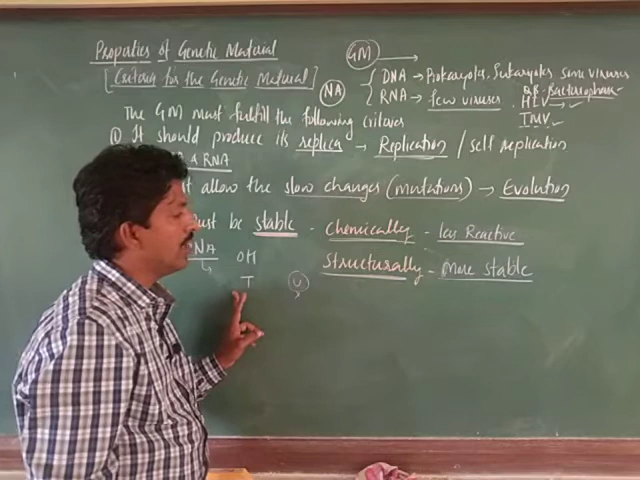 Properties of Genetic Material
[Criteria for the Genetic Material]
GM →
NA
DNA → Prokaryotes, Eukaryotes some viruses
RNA → few viruses
QB - Bacteriophage
HIV ✓
TMV ✓
The GM must fulfill the following
① It should produce its replica → Replication / self replication
& RNA
allow the slow changes (mutations) → Evolution
must be stable - chemically - less Reactive
NA OH structurally - more stable
T U